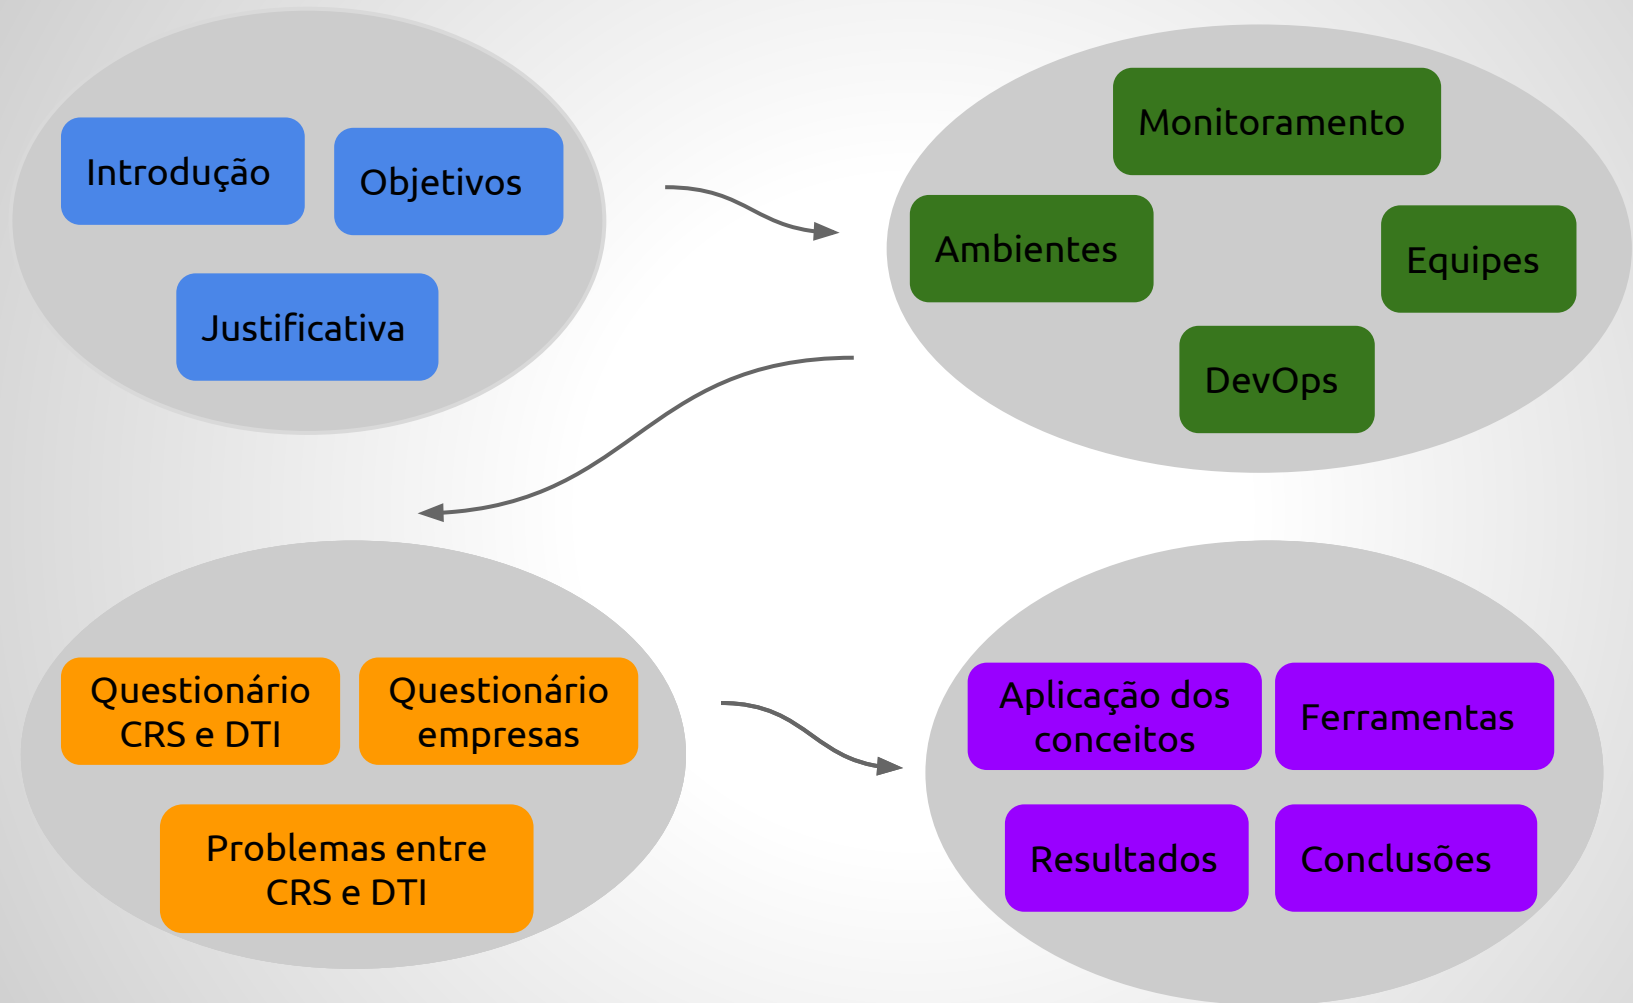 Introdução
Objetivos
Justificativa
Monitoramento
Ambientes
Equipes
DevOps
Questionário
CRS e DTI
Questionário
empresas
Problemas entre
CRS e DTI
Aplicação dos
conceitos
Ferramentas
Resultados
Conclusões